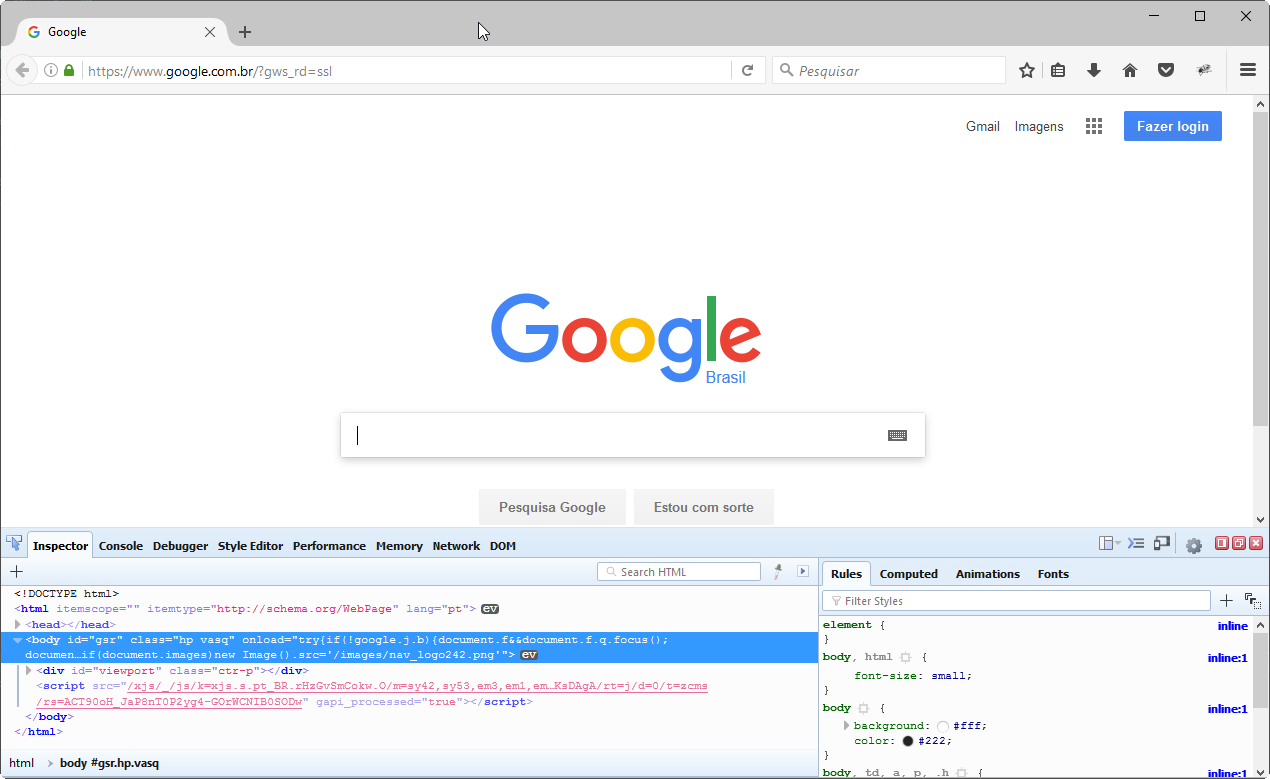 Google
https://www.google.com.br/?gws_rd=ssl
Pesquisar
Gmail Imagens Fazer login
Google
Brasil
Pesquisa Google Estou com sorte
Inspector Console Debugger Style Editor Performance Memory Network DOM
Search HTML
<!DOCTYPE html>
<html itemscope="" itemtype="http://schema.org/WebPage" lang="pt"> ev
<head></head>
<body id="gsr" class="hp vasq" onload="try{if(!google.j.b){document.f&&document.f.q.focus();
documen…if(document.images)new Image().src='/images/nav_logo242.png'"> ev
<div id="viewport" class="ctr-p"></div>
<script src="/xjs/_/js/k=xjs.s.pt_BR.rHzGvSmCokw.O/m=sy42,sy53,em3,em1,em…KsDAgA/rt=j/d=0/t=zcms
/rs=ACT90oH_JaP8nT0P2yg4-GOrWCNIB0SODw" gapi_processed="true"></script>
</body>
</html>
html body #gsr.hp.vasq
Rules Computed Animations Fonts
Filter Styles
element { inline
}
body, html { inline:1
font-size: small;
}
body { inline:1
background: #fff;
color: #222;
}
body, td, a, p, .h { inline:1